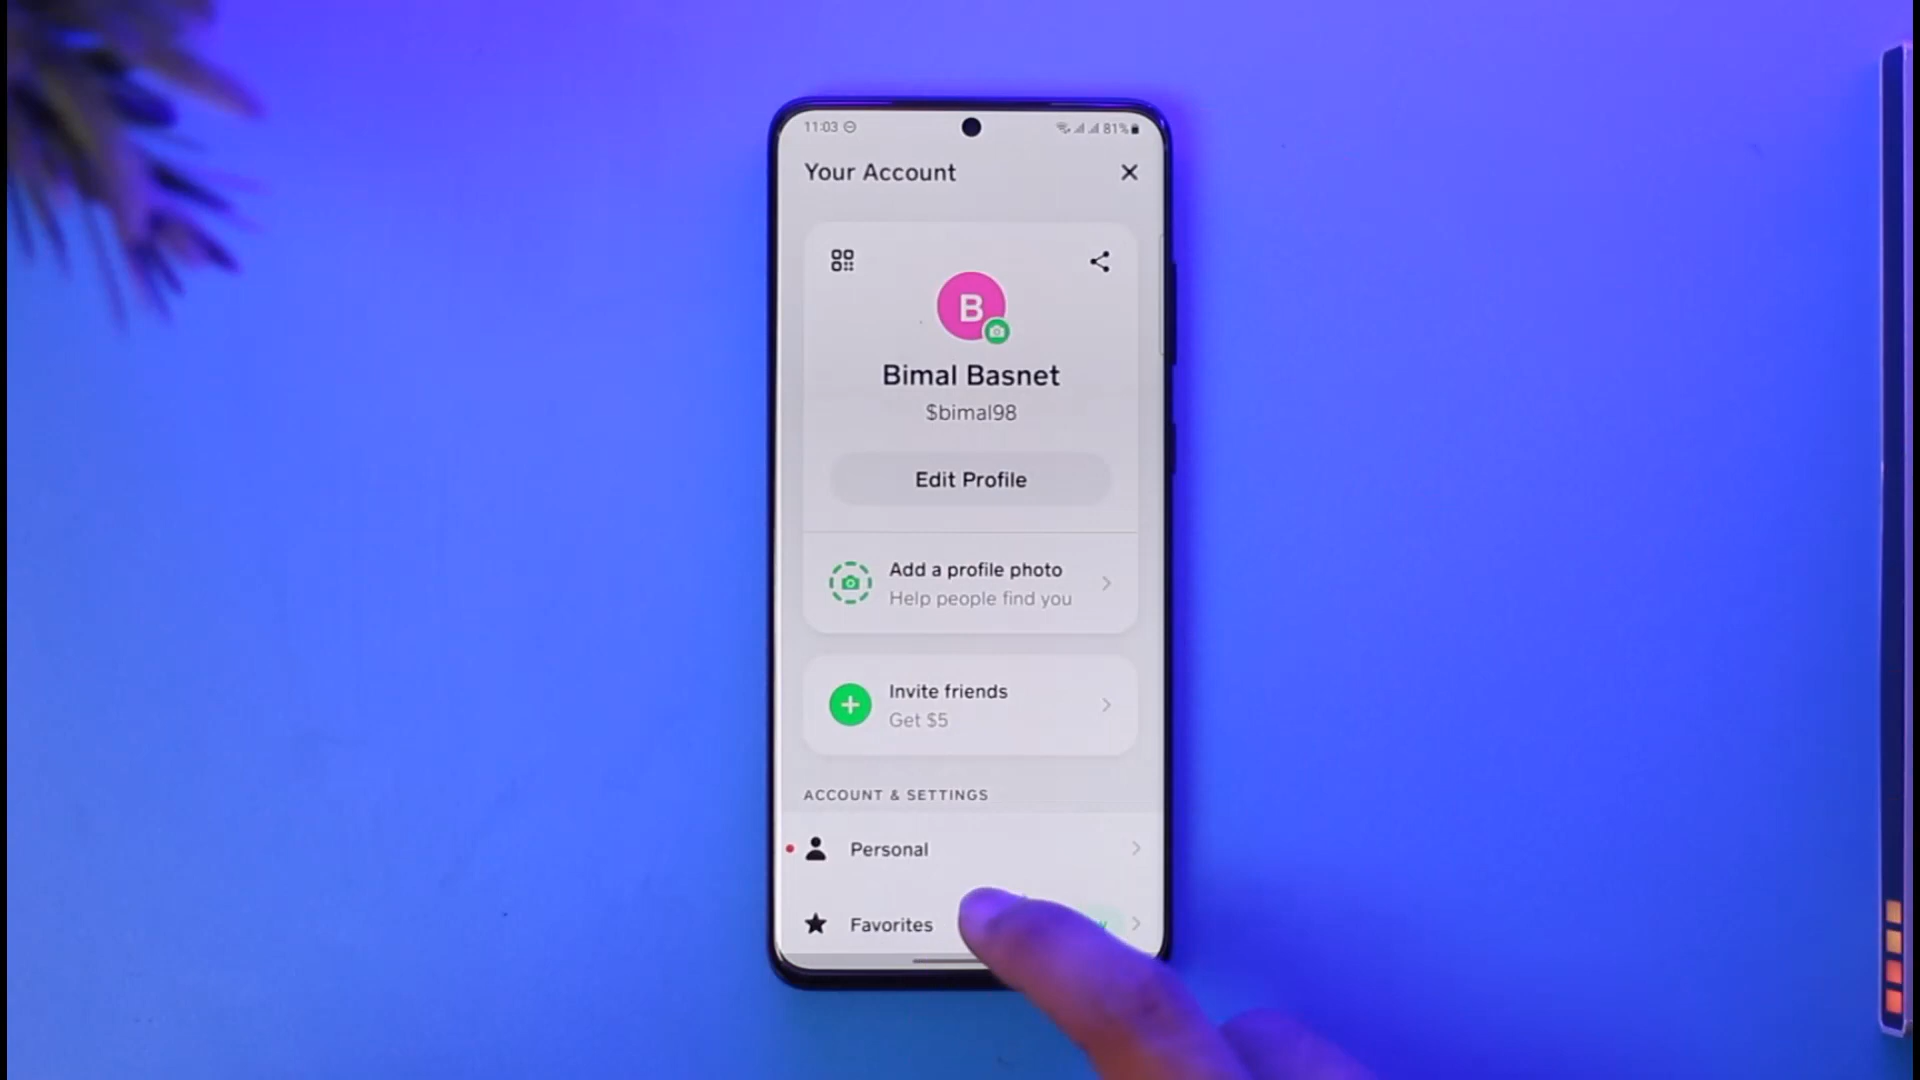 11:03
81%
Your Account
B
Bimal Basnet
$bimal98
Edit Profile
Add a profile photo
Help people find you
Invite friends
Get $5
ACCOUNT & SETTINGS
Personal
Favorites